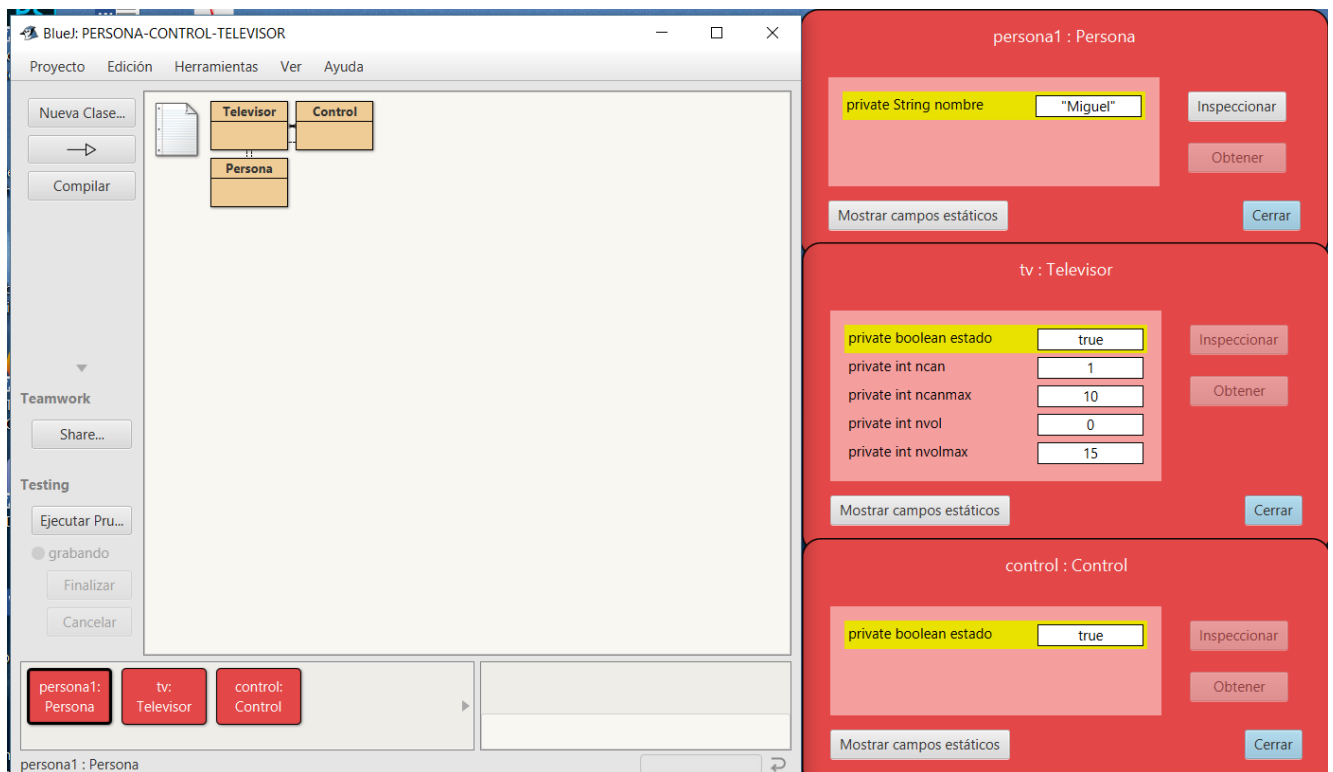 BlueJ: PERSONA-CONTROL-TELEVISOR
Proyecto Edición Herramientas Ver Ayuda
Nueva Clase...
Compilar
Televisor
Control
Persona
Teamwork
Share...
Testing
Ejecutar Pru...
grabando
Finalizar
Cancelar
persona1:
Persona
tv:
Televisor
control:
Control
persona1 : Persona
persona1 : Persona
private String nombre "Miguel"
Inspeccionar
Obtener
Mostrar campos estáticos
Cerrar
tv : Televisor
private boolean estado true
private int ncan 1
private int ncanmax 10
private int nvol 0
private int nvolmax 15
Inspeccionar
Obtener
Mostrar campos estáticos
Cerrar
control : Control
private boolean estado true
Inspeccionar
Obtener
Mostrar campos estáticos
Cerrar